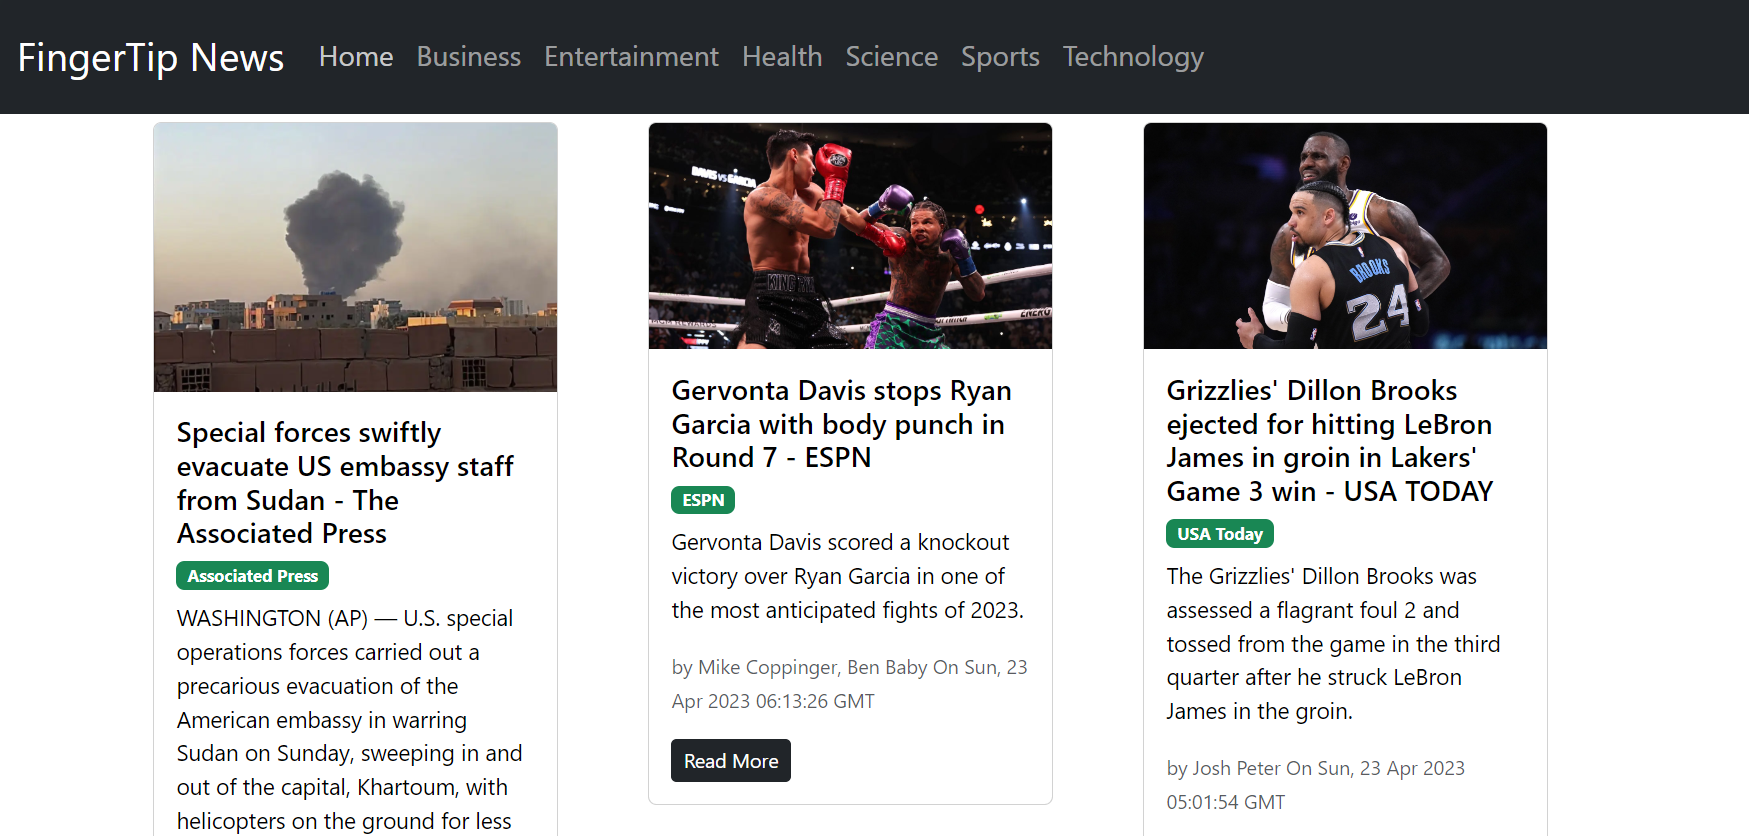 FingerTip News Home Business Entertainment Health Science Sports Technology
Special forces swiftly
evacuate US embassy staff
from Sudan - The
Associated Press
Associated Press
WASHINGTON (AP) — U.S. special
operations forces carried out a
precarious evacuation of the
American embassy in warring
Sudan on Sunday, sweeping in and
out of the capital, Khartoum, with
helicopters on the ground for less
DAVIS VS GARCIA
Gervonta Davis stops Ryan
Garcia with body punch in
Round 7 - ESPN
ESPN
Gervonta Davis scored a knockout
victory over Ryan Garcia in one of
the most anticipated fights of 2023.
by Mike Coppinger, Ben Baby On Sun, 23
Apr 2023 06:13:26 GMT
Read More
BROOKS
24
Grizzlies' Dillon Brooks
ejected for hitting LeBron
James in groin in Lakers'
Game 3 win - USA TODAY
USA Today
The Grizzlies' Dillon Brooks was
assessed a flagrant foul 2 and
tossed from the game in the third
quarter after he struck LeBron
James in the groin.
by Josh Peter On Sun, 23 Apr 2023
05:01:54 GMT